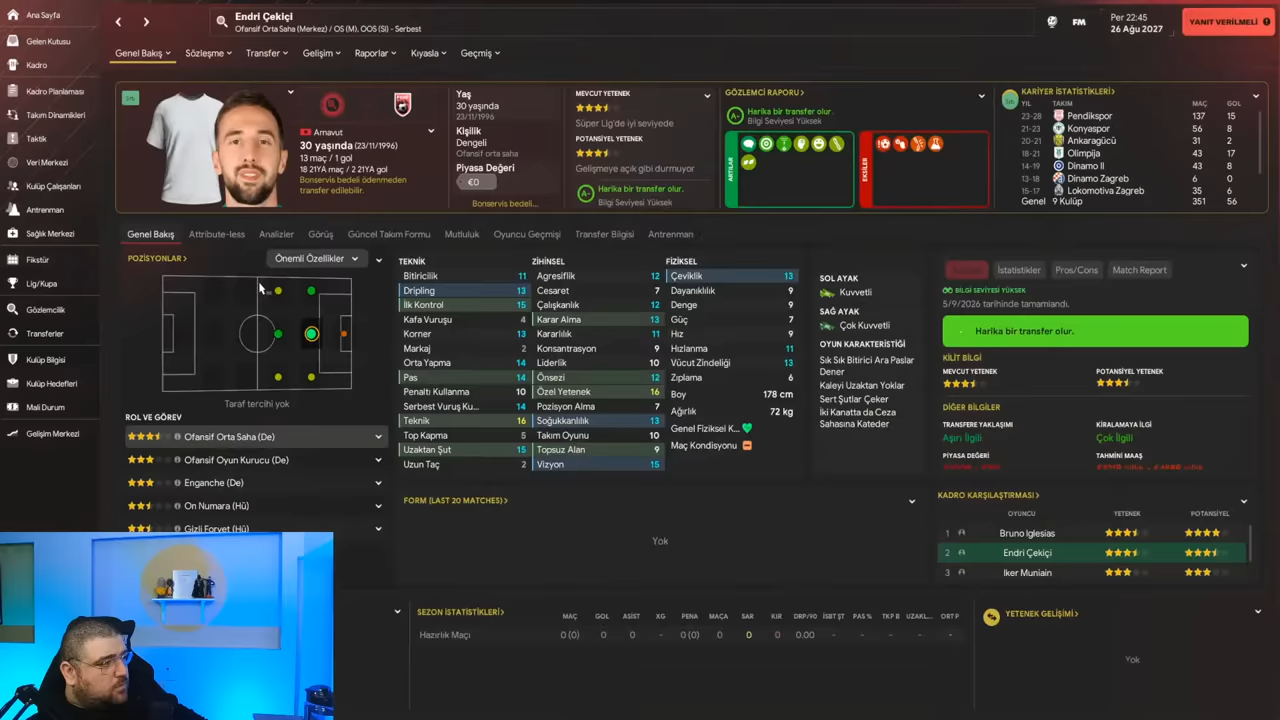 Ana Sayfa
Gelen Kutusu
Kadro
Kadro Planlaması
Takım Dinamikleri
Taktik
Veri Merkezi
Kulüp Çalışanları
Antrenman
Sağlık Merkezi
Fikstür
Lig/Kupa
Gözlemcilik
Transferler
Kulüp Bilgisi
Kulüp Hedefleri
Mali Durum
Gelişim Merkezi
Endri Çekiçi
Ofansif Orta Saha (Merkez) / OS (M), OOS (Sl) - Serbest
FM
Per 22:45
26 Ağu 2027
YANIT VERİLMELİ
Genel Bakış
Sözleşme
Transfer
Gelişim
Raporlar
Kıyasla
Geçmiş
Arnavut
30 yaşında (23/11/1996)
13 maç / 1 gol
18 21YA maçı / 2 21YA gol
Bonservis bedeli ödenmeden
transfer edilebilir.
Yaş
30 yaşında
23/11/1996
Kişilik
Dengeli
Ofansif orta saha
Piyasa Değeri
€0
Bonservis bedeli...
MEVCUT YETENEK
Süper Lig'de iyi seviyede
POTANSİYEL YETENEK
Gelişmeye açık gibi durmuyor
A- Harika bir transfer olur.
Bilgi Seviyesi Yüksek
GÖZLEMCİ RAPORU
A- Harika bir transfer olur.
Bilgi Seviyesi Yüksek
ARTILAR
EKSİLER
KARİYER İSTATİSTİKLERİ
YIL TAKIM MAÇ GOL
23-28 Pendikspor 137 15
21-23 Konyaspor 56 8
20-21 Ankaragücü 31 2
18-21 Olimpija 43 17
14-19 Dinamo II 43 8
13-18 Dinamo Zagreb 6 0
15-17 Lokomotiva Zagreb 35 6
Genel 9 Kulüp 351 56
Genel Bakış Attribute-less Analizler Görüş Güncel Takım Formu Mutluluk Oyuncu Geçmişi Transfer Bilgisi Antrenman
POZİSYONLAR
Önemli Özellikler
Taraf tercihi yok
ROL VE GÖREV
Ofansif Orta Saha (De)
Ofansif Oyun Kurucu (De)
Enganche (De)
On Numara (Hü)
Gizli Forvet (Hü)
TEKNİK
Bitiricilik 11
Dripling 13
İlk Kontrol 15
Kafa Vuruşu 4
Korner 13
Markaj 2
Orta Yapma 14
Pas 14
Penaltı Kullanma 10
Serbest Vuruş Ku... 14
Teknik 16
Top Kapma 5
Uzaktan Şut 15
Uzun Taç 2
ZİHİNSEL
Agresiflik 12
Cesaret 7
Çalışkanlık 12
Karar Alma 13
Kararlılık 11
Konsantrasyon 9
Liderlik 10
Önsezi 12
Özel Yetenek 16
Pozisyon Alma 7
Soğukkanlılık 13
Takım Oyunu 10
Topsuz Alan 9
Vizyon 15
FİZİKSEL
Çeviklik 13
Dayanıklılık 9
Denge 9
Güç 7
Hız 9
Hızlanma 11
Vücut Zindeliği 13
Zıplama 6
Boy 178 cm
Ağırlık 72 kg
Genel Fiziksel K...
Maç Kondisyonu
SOL AYAK
Kuvvetli
SAĞ AYAK
Çok Kuvvetli
OYUN KARAKTERİSTİĞİ
Sık Sık Bitirici Ara Paslar
Dener
Kaleyi Uzaktan Yoklar
Sert Şutlar Çeker
İki Kanatta da Ceza
Sahasına Kateder
İstatistikler
Pros/Cons
Match Report
BİLGİ SEVİYESİ YÜKSEK
5/9/2026 tarihinde tamamlandı.
- Harika bir transfer olur.
KİLİT BİLGİ
MEVCUT YETENEK POTANSİYEL YETENEK
DİĞER BİLGİLER
TRANSFERE YAKLAŞIMI KİRALAMAYA İLGİ
Aşırı İlgili Çok İlgili
PİYASA DEĞERİ TAHMİNİ MAAŞ
KADRO KARŞILAŞTIRMASI
OYUNCU YETENEK POTANSİYEL
1 Bruno Iglesias
2 Endri Çekiçi
3 Iker Muniain
FORM (LAST 20 MATCHES)
Yok
SEZON İSTATİSTİKLERİ
MAÇ GOL ASİST XG PENA MAÇA SAR KIR DRP/90 İSBT ŞT PAS % TKP B UZAKL... ORT P
Hazırlık Maçı 0 (0) 0 0 - 0 (0) 0 0 0 0.00 - - - - -
YETENEK GELİŞİMİ
Yok